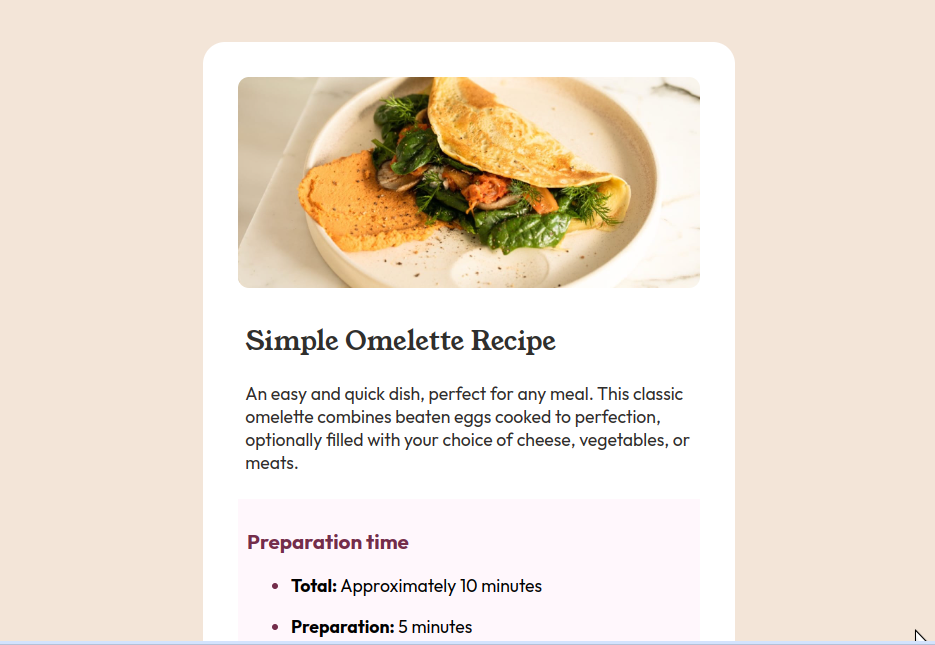 Simple Omelette Recipe
An easy and quick dish, perfect for any meal. This classic
omelette combines beaten eggs cooked to perfection,
optionally filled with your choice of cheese, vegetables, or
meats.
Preparation time
• Total: Approximately 10 minutes
• Preparation: 5 minutes